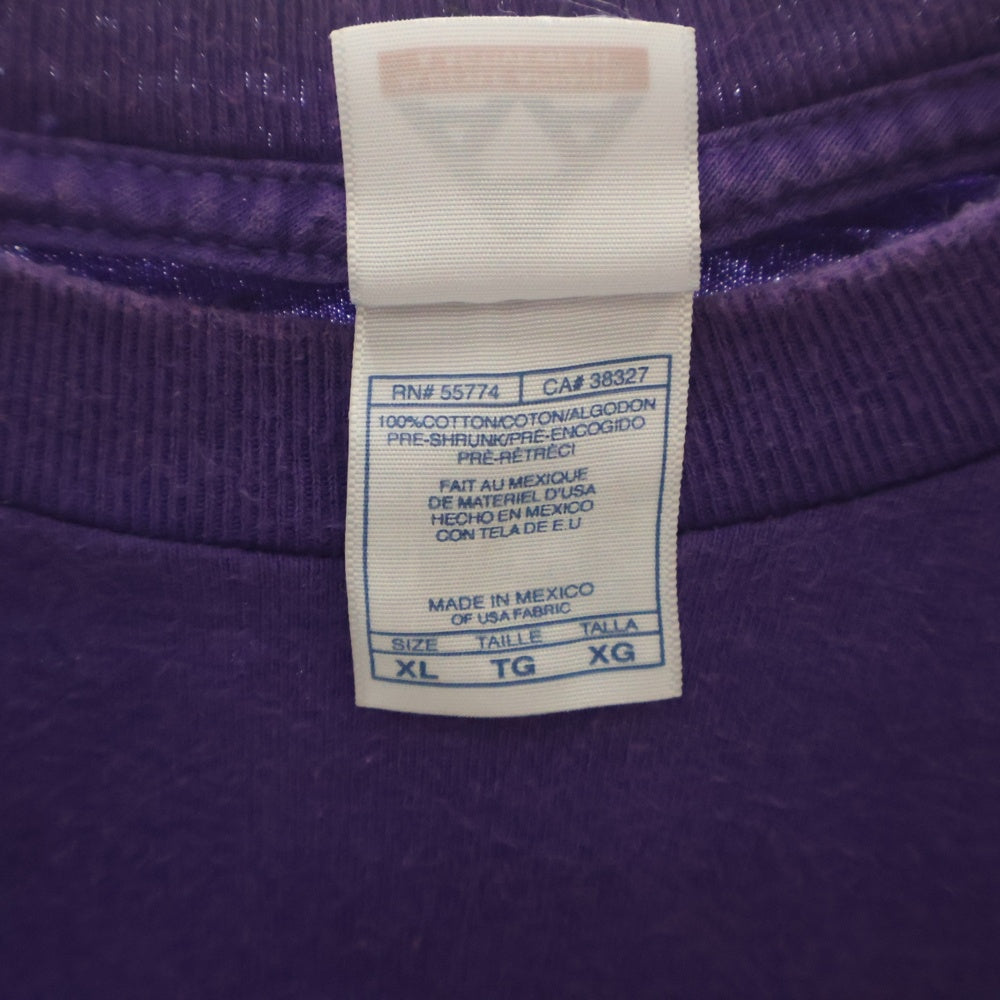 RN# 55774 CA# 38327
100%COTTON/COTON/ALGODON
PRE-SHRUNK/PRE-ENCOGIDO
PRÉ-RÉTRÉCI
FAIT AU MEXIQUE
DE MATERIEL D'USA
HECHO EN MEXICO
CON TELA DE E.U
MADE IN MEXICO
OF USA FABRIC
SIZE TAILLE TALLA
XL TG XG